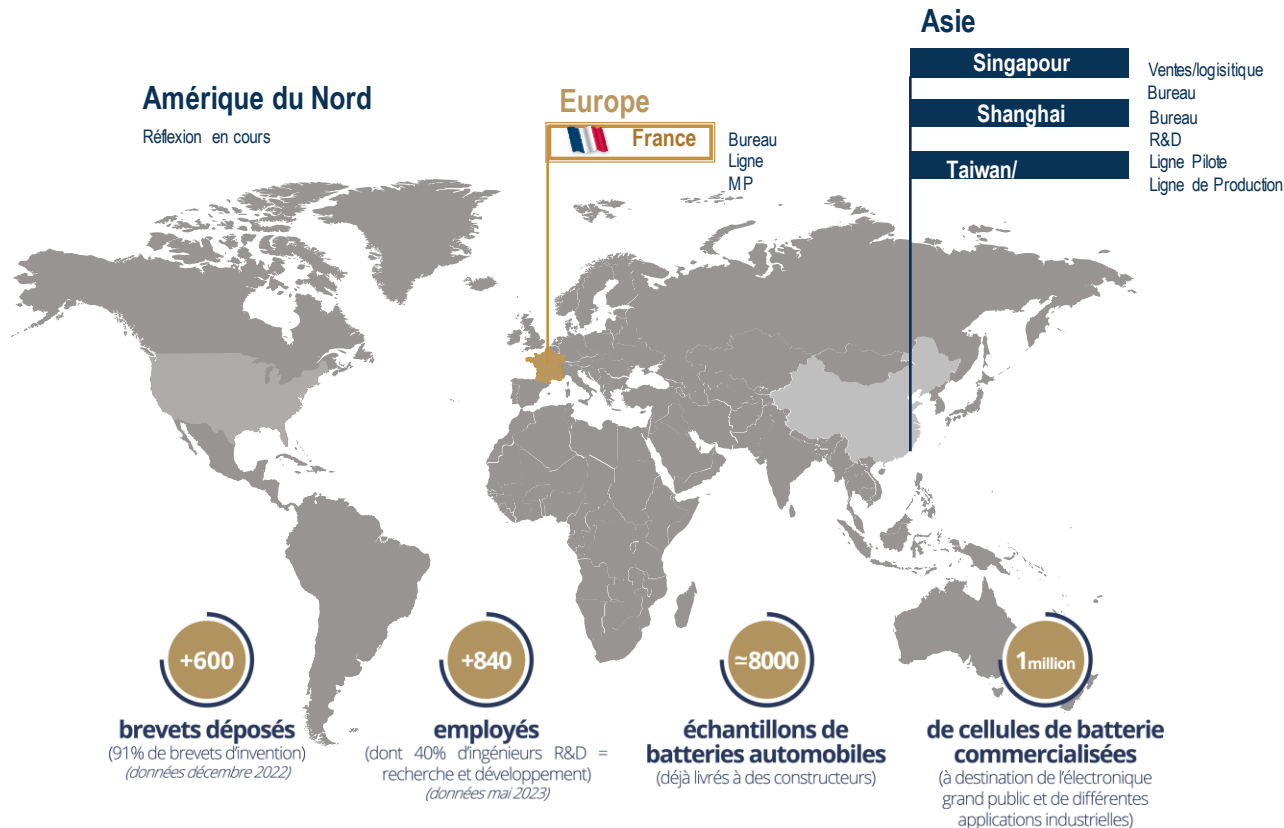 Asie
Singapour
Ventes/logisitique
Bureau
Shanghai
Bureau
R&D
Taiwan/
Ligne Pilote
Ligne de Production
Amérique du Nord
Réflexion en cours
Europe
France
Bureau
Ligne
MP
+600
brevets déposés
(91% de brevets d'invention)
(données décembre 2022)
+840
employés
(dont 40% d'ingénieurs R&D =
recherche et développement)
(données mai 2023)
≃8000
échantillons de
batteries automobiles
(déjà livrés à des constructeurs)
1million
de cellules de batterie
commercialisées
(à destination de l'électronique
grand public et de différentes
applications industrielles)